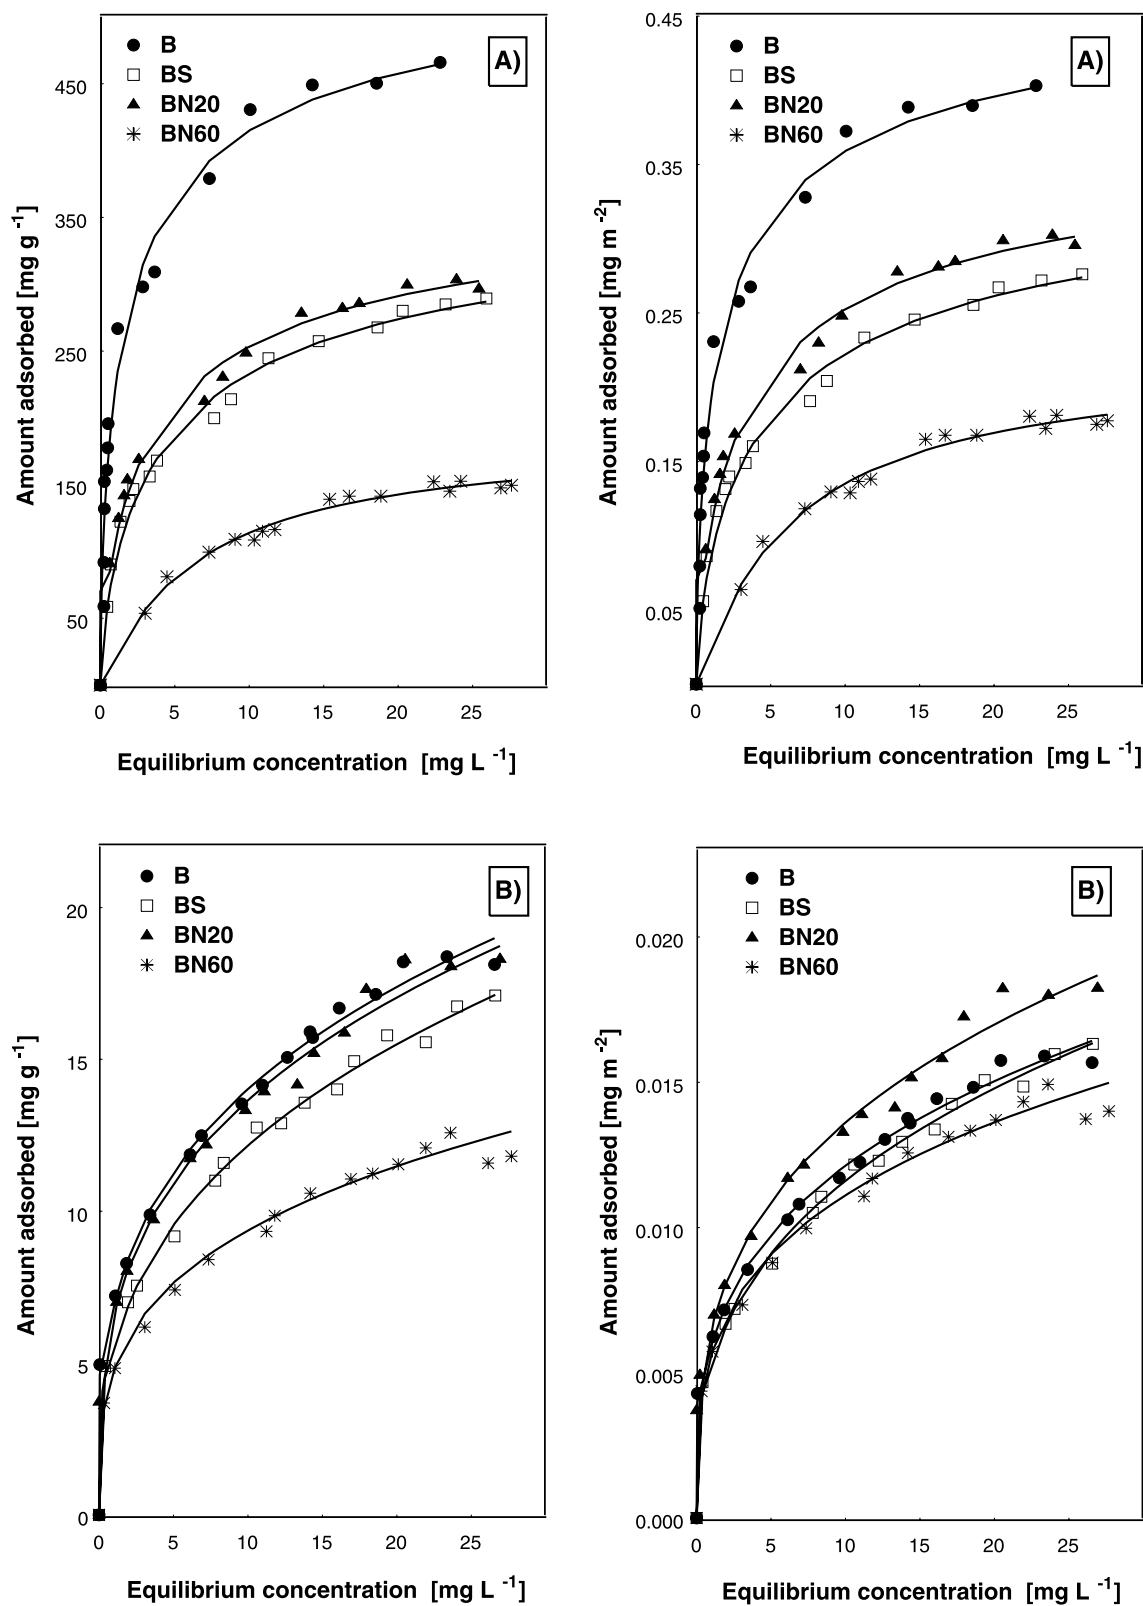 B
BS
BN20
BN60
A)
450
350
250
150
50
0 5 10 15 20 25
Amount adsorbed [mg g -1]
Equilibrium concentration [mg L -1]
B
BS
BN20
BN60
A)
0.45
0.35
0.25
0.15
0.05
0 5 10 15 20 25
Amount adsorbed [mg m -2]
Equilibrium concentration [mg L -1]
B
BS
BN20
BN60
B)
20
15
10
5
0
0 5 10 15 20 25
Amount adsorbed [mg g -1]
Equilibrium concentration [mg L -1]
B
BS
BN20
BN60
B)
0.020
0.015
0.010
0.005
0.000
0 5 10 15 20 25
Amount adsorbed [mg m -2]
Equilibrium concentration [mg L -1]